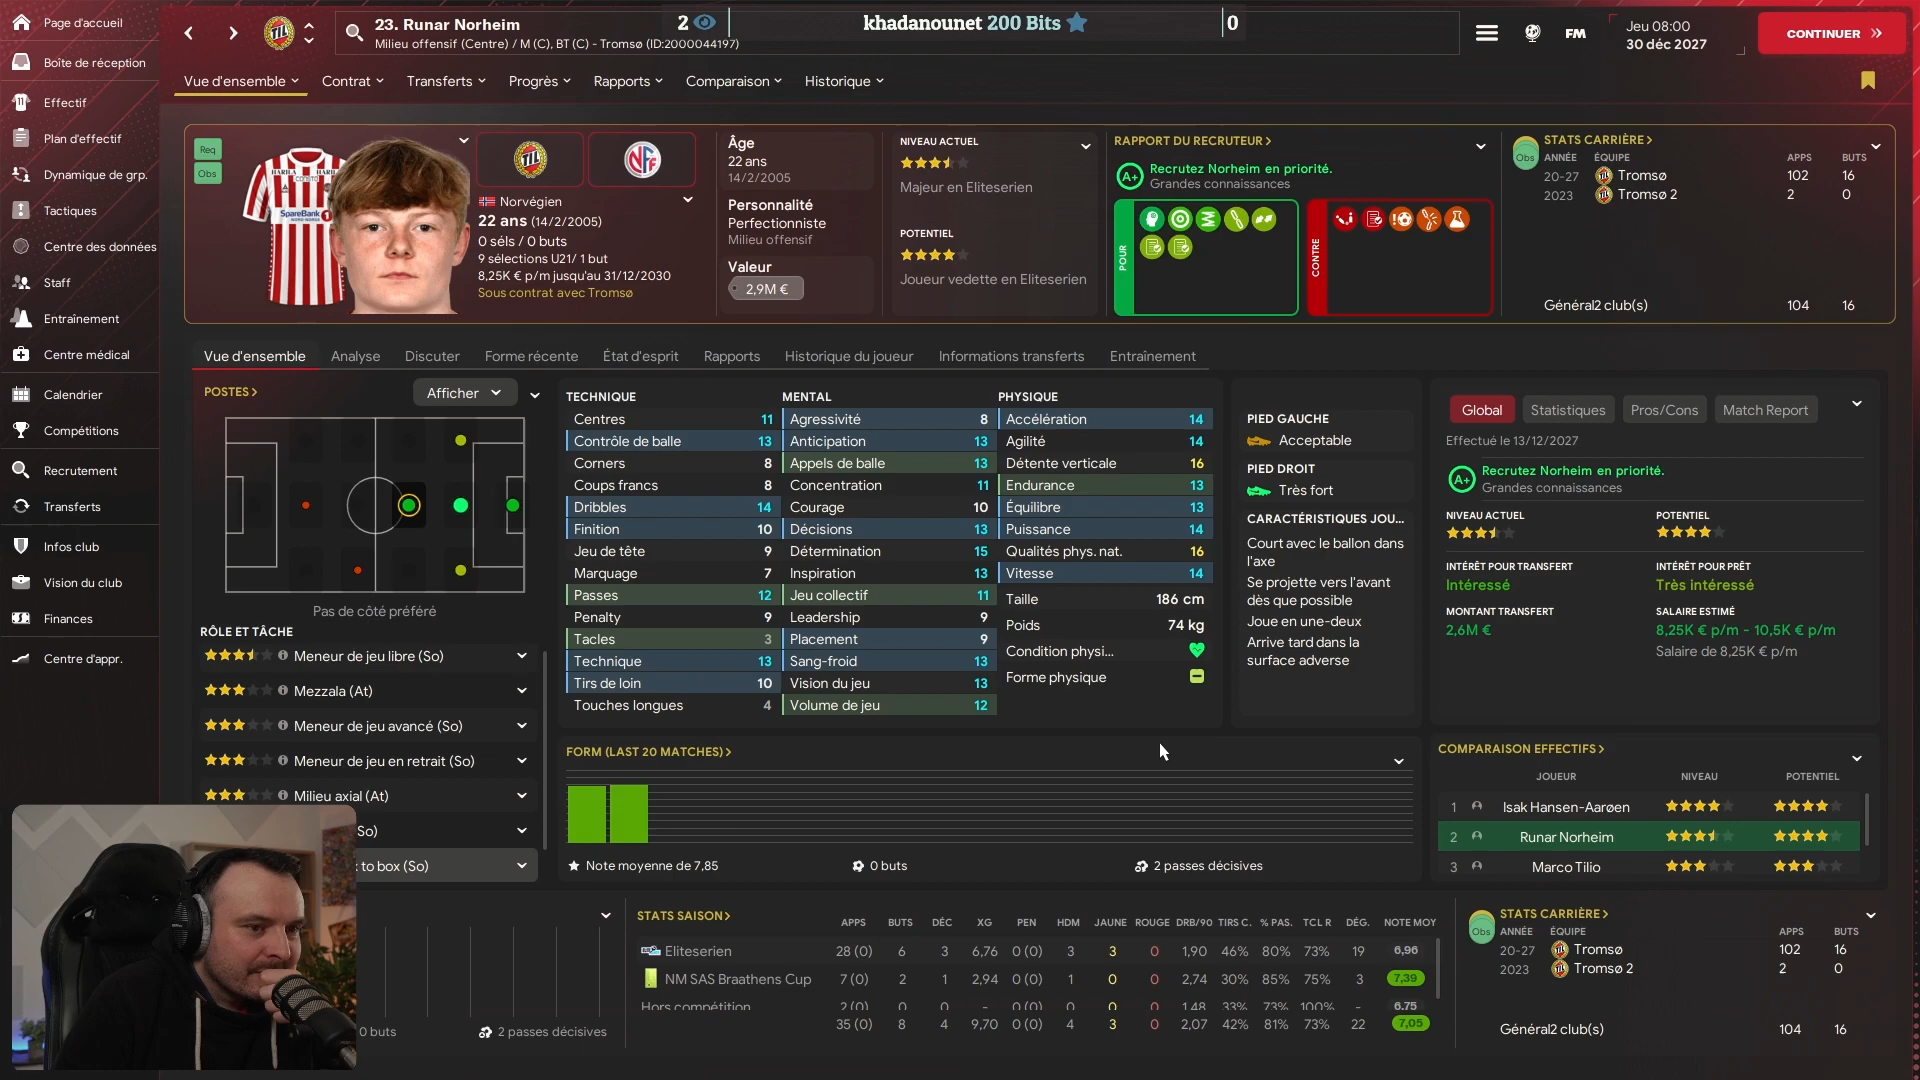 Page d'accueil
Boîte de réception
Effectif
Plan d'effectif
Dynamique de grp.
Tactiques
Centre des données
Staff
Entraînement
Centre médical
Calendrier
Compétitions
Recrutement
Transferts
Infos club
Vision du club
Finances
Centre d'appr.
23. Runar Norheim
Milieu offensif (Centre) / M (C), BT (C) - Tromsø (ID:2000044197)
2
khadanounet 200 Bits
0
FM
Jeu 08:00
30 déc 2027
CONTINUER
Vue d'ensemble Contrat Transferts Progrès Rapports Comparaison Historique
Req
Obs
Norvégien
22 ans (14/2/2005)
0 séls / 0 buts
9 sélections U21/ 1 but
8,25K € p/m jusqu'au 31/12/2030
Sous contrat avec Tromsø
Âge
22 ans
14/2/2005
Personnalité
Perfectionniste
Milieu offensif
Valeur
2,9M €
NIVEAU ACTUEL
Majeur en Eliteserien
POTENTIEL
Joueur vedette en Eliteserien
RAPPORT DU RECRUTEUR
A+
Recrutez Norheim en priorité.
Grandes connaissances
POUR
CONTRE
Obs
STATS CARRIÈRE
ANNÉE ÉQUIPE APPS BUTS
20-27 Tromsø 102 16
2023 Tromsø 2 2 0
Général2 club(s) 104 16
Vue d'ensemble Analyse Discuter Forme récente État d'esprit Rapports Historique du joueur Informations transferts Entraînement
POSTES
Afficher
Pas de côté préféré
RÔLE ET TÂCHE
Meneur de jeu libre (So)
Mezzala (At)
Meneur de jeu avancé (So)
Meneur de jeu en retrait (So)
Milieu axial (At)
So)
to box (So)
TECHNIQUE
Centres 11
Contrôle de balle 13
Corners 8
Coups francs 8
Dribbles 14
Finition 10
Jeu de tête 9
Marquage 7
Passes 12
Penalty 9
Tacles 3
Technique 13
Tirs de loin 10
Touches longues 4
MENTAL
Agressivité 8
Anticipation 13
Appels de balle 13
Concentration 11
Courage 10
Décisions 13
Détermination 15
Inspiration 13
Jeu collectif 11
Leadership 9
Placement 9
Sang-froid 13
Vision du jeu 13
Volume de jeu 12
PHYSIQUE
Accélération 14
Agilité 14
Détente verticale 16
Endurance 13
Équilibre 13
Puissance 14
Qualités phys. nat. 16
Vitesse 14
Taille 186 cm
Poids 74 kg
Condition physi...
Forme physique
PIED GAUCHE
Acceptable
PIED DROIT
Très fort
CARACTÉRISTIQUES JOU...
Court avec le ballon dans
l'axe
Se projette vers l'avant
dès que possible
Joue en une-deux
Arrive tard dans la
surface adverse
Global Statistiques Pros/Cons Match Report
Effectué le 13/12/2027
A+
Recrutez Norheim en priorité.
Grandes connaissances
NIVEAU ACTUEL POTENTIEL
INTÉRÊT POUR TRANSFERT INTÉRÊT POUR PRÊT
Intéressé Très intéressé
MONTANT TRANSFERT SALAIRE ESTIMÉ
2,6M € 8,25K € p/m - 10,5K € p/m
Salaire de 8,25K € p/m
FORM (LAST 20 MATCHES)
Note moyenne de 7,85 0 buts 2 passes décisives
COMPARAISON EFFECTIFS
JOUEUR NIVEAU POTENTIEL
1 Isak Hansen-Aarøen
2 Runar Norheim
3 Marco Tilio
0 buts 2 passes décisives
STATS SAISON
APPS BUTS DÉC XG PEN HDM JAUNE ROUGE DRB/90 TIRS C. % PAS. TCL R DÉG. NOTE MOY
Eliteserien 28 (0) 6 3 6,76 0 (0) 3 3 0 1,90 46% 80% 73% 19 6,96
NM SAS Braathens Cup 7 (0) 2 1 2,94 0 (0) 1 0 0 2,74 30% 85% 75% 3 7,39
Hors compétition 2 (0) 0 0 - 0 (0) 0 0 0 1,48 33% 73% 100% - 6,75
35 (0) 8 4 9,70 0 (0) 4 3 0 2,07 42% 81% 73% 22 7,05
Obs
STATS CARRIÈRE
ANNÉE ÉQUIPE APPS BUTS
20-27 Tromsø 102 16
2023 Tromsø 2 2 0
Général2 club(s) 104 16